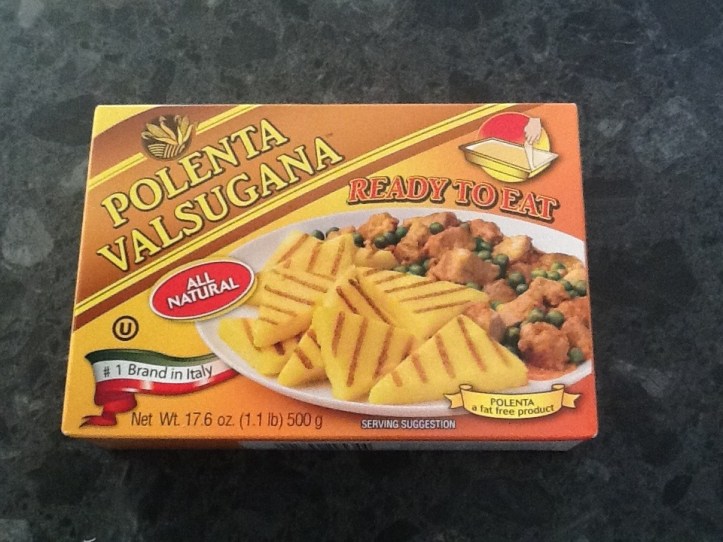 POLENTA
VALSUGANA
READY TO EAT
ALL
NATURAL
U
# 1 Brand in Italy
Net Wt. 17.6 oz. (1.1 lb) 500 g
SERVING SUGGESTION
POLENTA
a fat free product